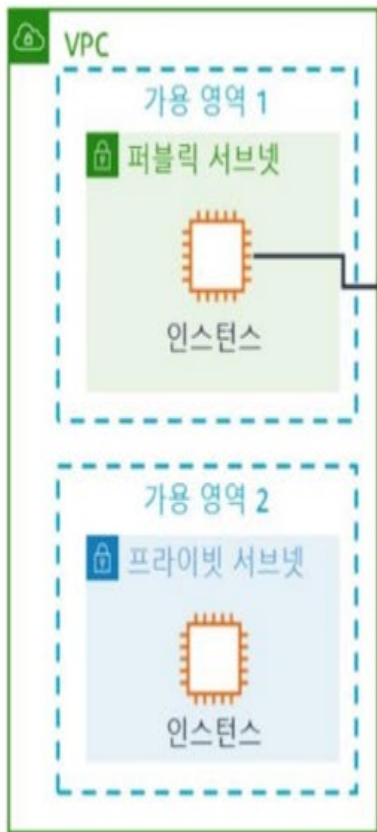 VPC
가용 영역 1
퍼블릭 서브넷
인스턴스
가용 영역 2
프라이빗 서브넷
인스턴스